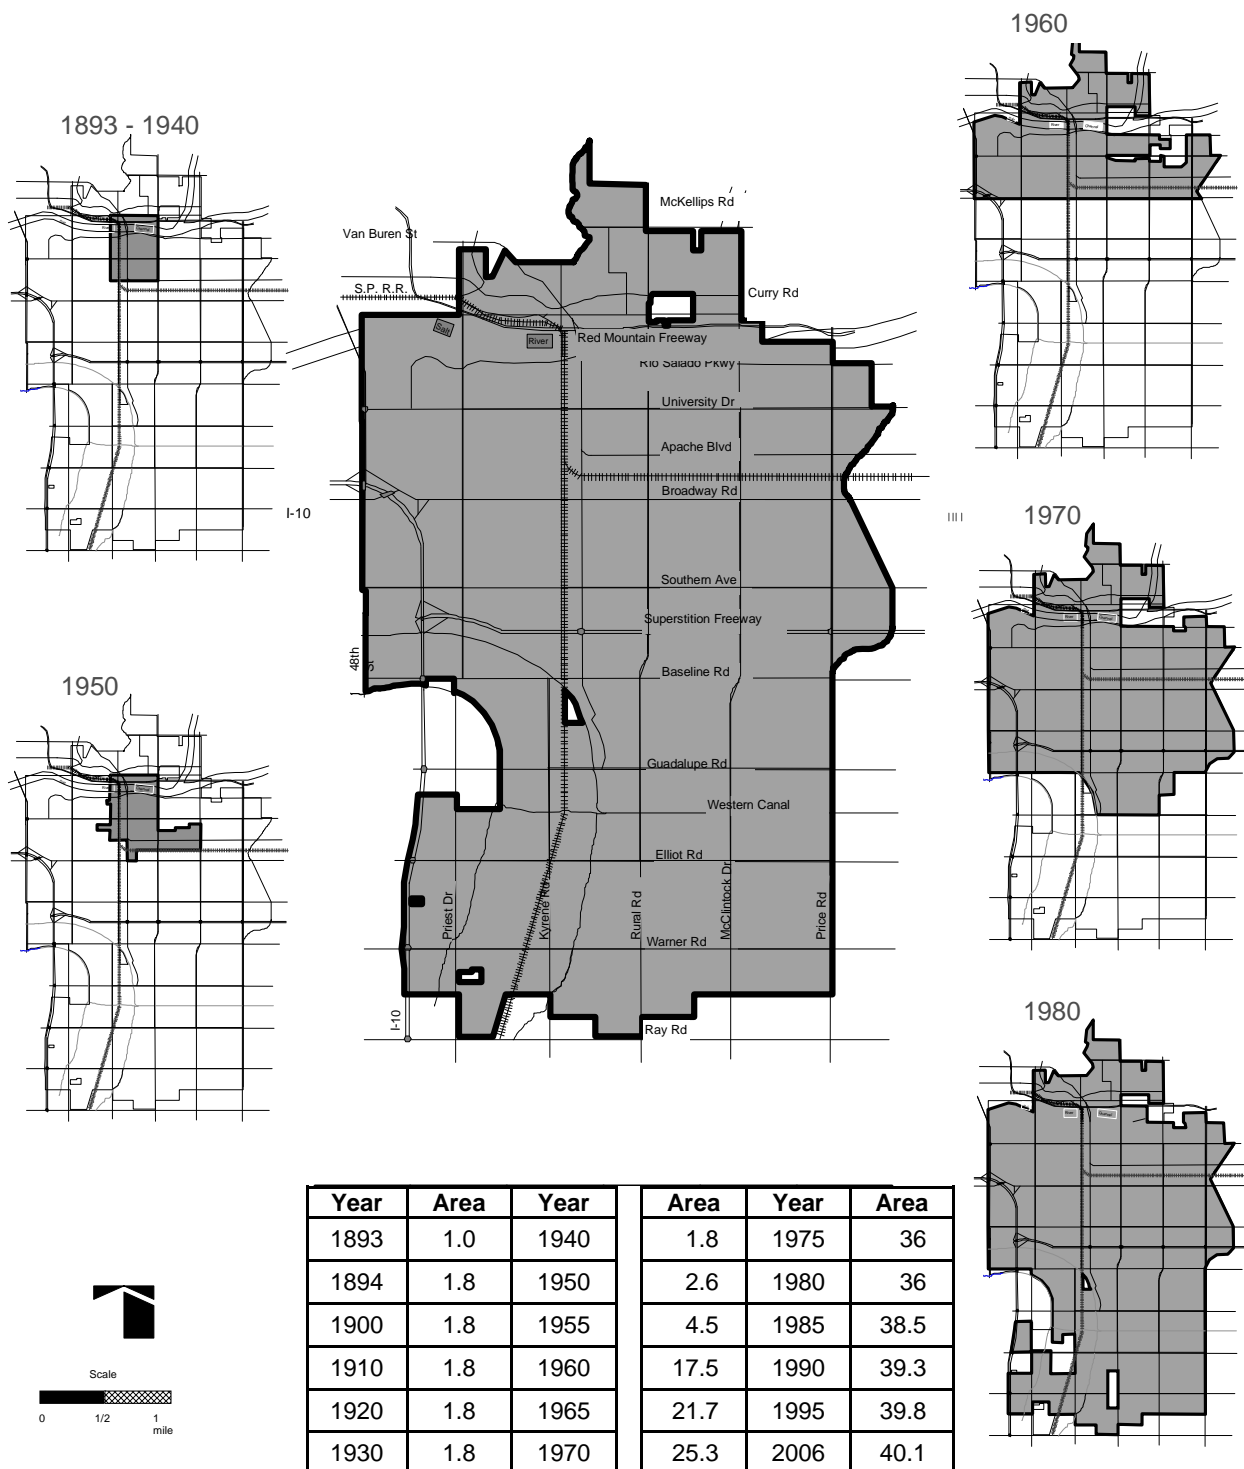 1960
1893 - 1940
McKellips Rd
Van Buren St
S.P. R.R.
Curry Rd
Salt
River
Red Mountain Freeway
Rio Salado Pkwy
University Dr
Apache Blvd
Broadway Rd
I-10
1970
Southern Ave
Superstition Freeway
48th
St
Baseline Rd
1950
Guadalupe Rd
Western Canal
Elliot Rd
Priest Dr
Kyrene Rd
Rural Rd
McClintock Dr
Price Rd
Warner Rd
I-10
Ray Rd
1980
Year Area Year Area Year Area
1893 1.0 1940 1.8 1975 36
1894 1.8 1950 2.6 1980 36
1900 1.8 1955 4.5 1985 38.5
1910 1.8 1960 17.5 1990 39.3
1920 1.8 1965 21.7 1995 39.8
1930 1.8 1970 25.3 2006 40.1
Scale
0 1/2 1
mile